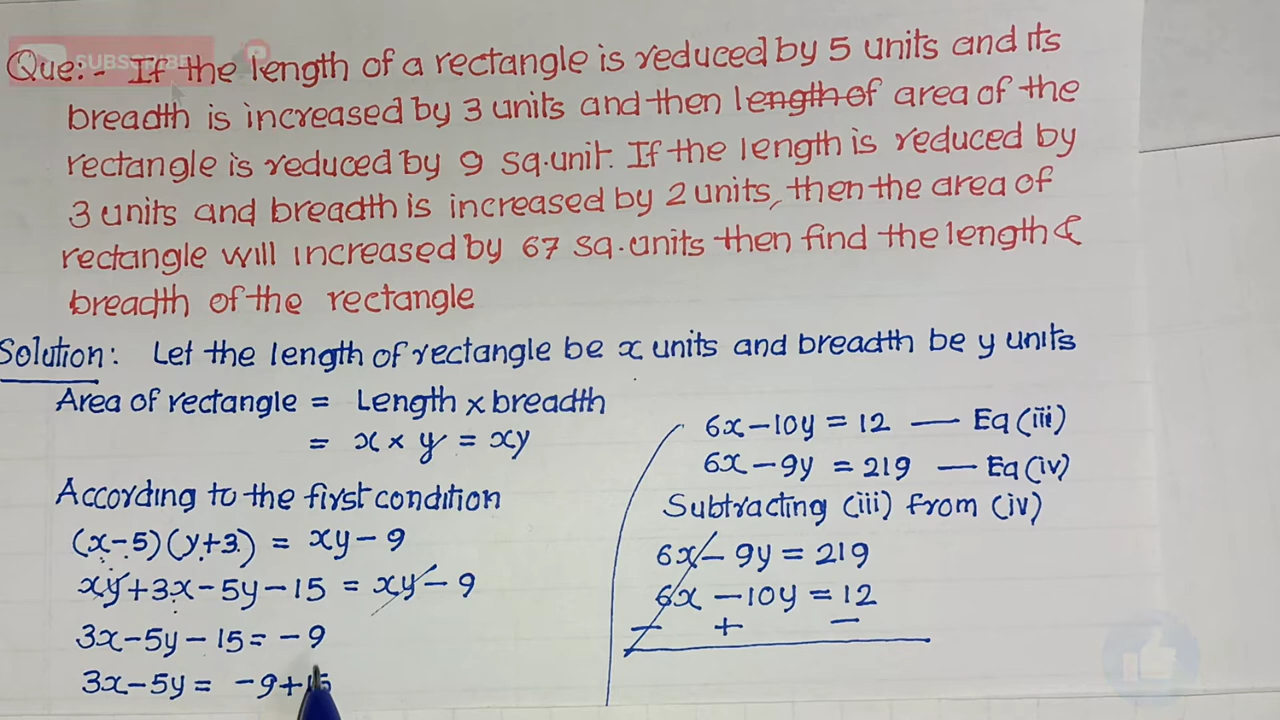 SUBSCRIBE
Que:- If the length of a rectangle is reduced by 5 units and its
breadth is increased by 3 units and then length of area of the
rectangle is reduced by 9 sq.unit. If the length is reduced by
3 units and breadth is increased by 2 units, then the area of
rectangle will increased by 67 sq.units then find the length &
breadth of the rectangle
Solution: Let the length of rectangle be x units and breadth be y units
Area of rectangle = Length × breadth
= x × y = xy
According to the first condition
(x-5)(y+3) = xy-9
xy+3x-5y-15 = xy-9
3x-5y-15 = -9
3x-5y = -9+15
6x-10y = 12 — Eq (iii)
6x-9y = 219 — Eq (iv)
Subtracting (iii) from (iv)
6x-9y = 219
6x-10y = 12
- + -